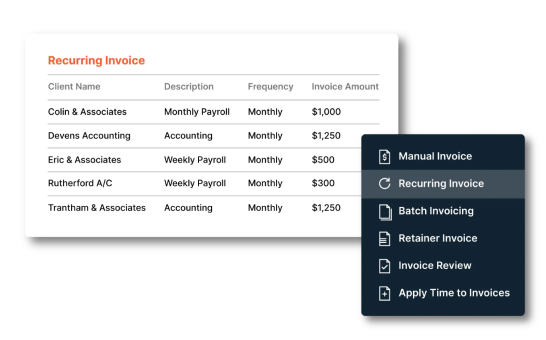 Recurring Invoice
Client Name Description Frequency Invoice Amount
Colin & Associates Monthly Payroll Monthly $1,000
Devens Accounting Accounting Monthly $1,250
Eric & Associates Weekly Payroll Monthly $500
Rutherford A/C Weekly Payroll Monthly $300
Trantham & Associates Accounting Monthly $1,250
$ Manual Invoice
Recurring Invoice
Batch Invoicing
Retainer Invoice
Invoice Review
Apply Time to Invoices